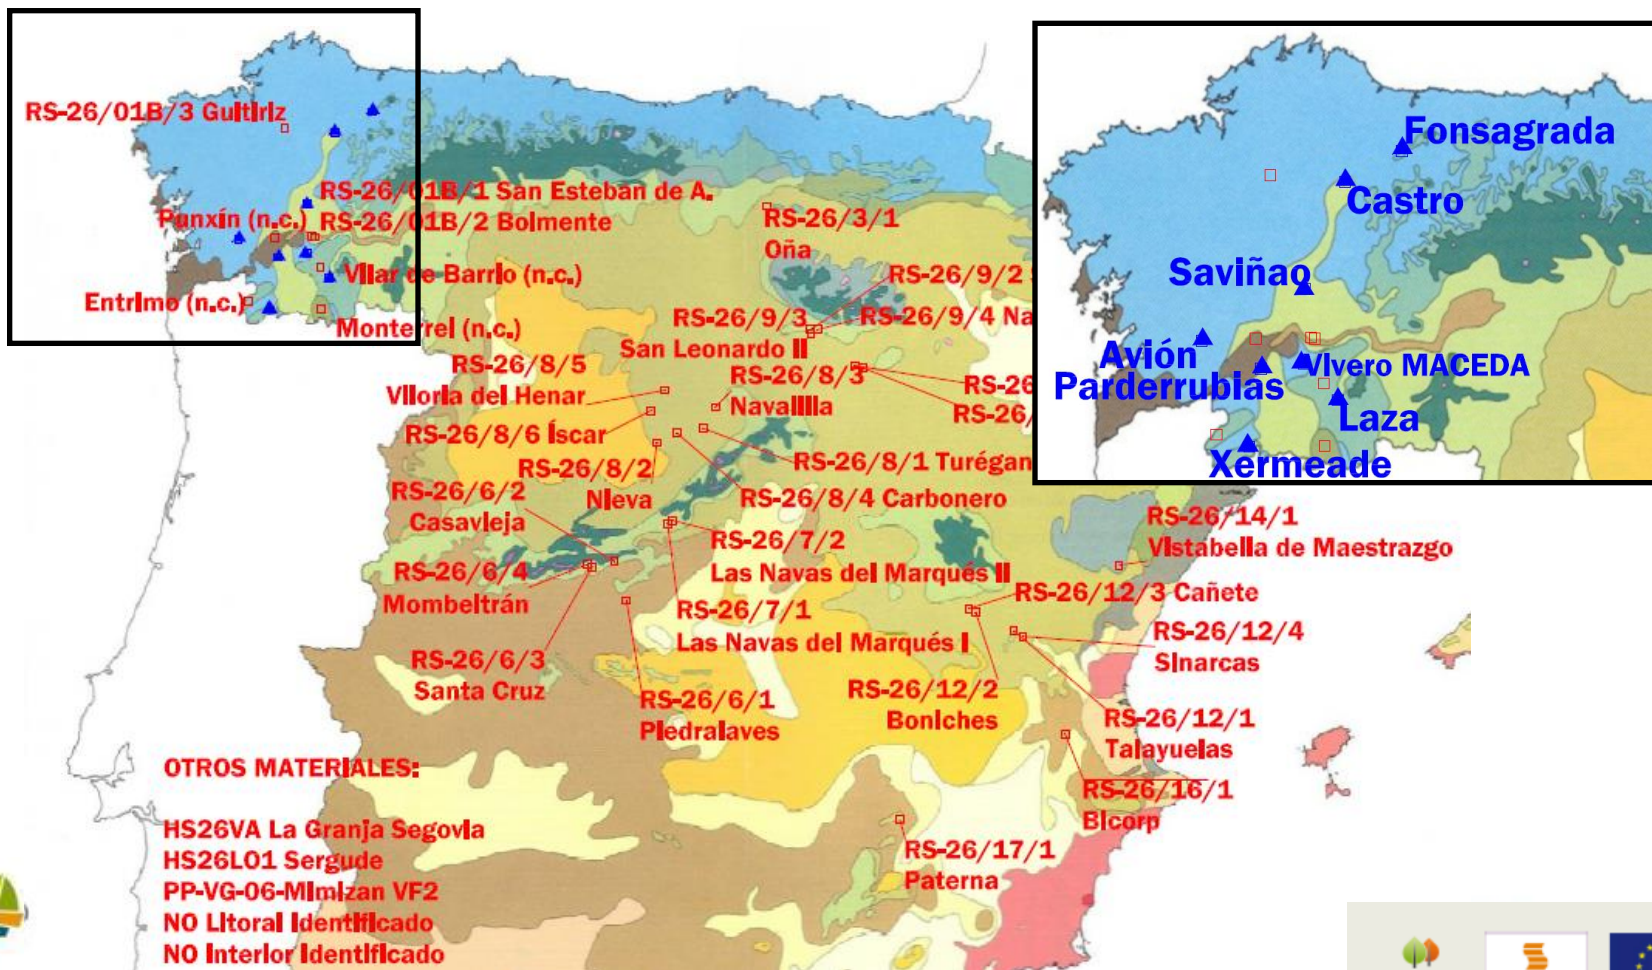 RS-26/01B/3 Guitiriz
RS-26/01B/1 San Esteban de A.
Punxín (n.c.)
RS-26/01B/2 Bolmente
Vilar de Barrio (n.c.)
Entrimo (n.c.)
Monterrei (n.c.)
RS-26/3/1
Oña
RS-26/9/2
RS-26/9/3
San Leonardo II
RS-26/9/4 Na
RS-26/8/5
Viloria del Henar
RS-26/8/3
Navalilla
RS-26
RS-26/
RS-26/8/6 Íscar
RS-26/8/2
Nieva
RS-26/8/1 Turégan
RS-26/8/4 Carbonero
RS-26/6/2
Casavieja
RS-26/7/2
Las Navas del Marqués II
RS-26/14/1
Vistabella de Maestrazgo
RS-26/6/4
Mombeltrán
RS-26/7/1
Las Navas del Marqués I
RS-26/12/3 Cañete
RS-26/12/4
Sinarcas
RS-26/6/3
Santa Cruz
RS-26/6/1
Piedralaves
RS-26/12/2
Boniches
RS-26/12/1
Talayuelas
RS-26/16/1
Bicorp
RS-26/17/1
Paterna
OTROS MATERIALES:
HS26VA La Granja Segovia
HS26LO1 Sergude
PP-VG-06-Mimizan VF2
NO Litoral Identificado
NO Interior Identificado
Fonsagrada
Castro
Saviñao
Avión
Parderrubias
Vivero MACEDA
Laza
Xermeade